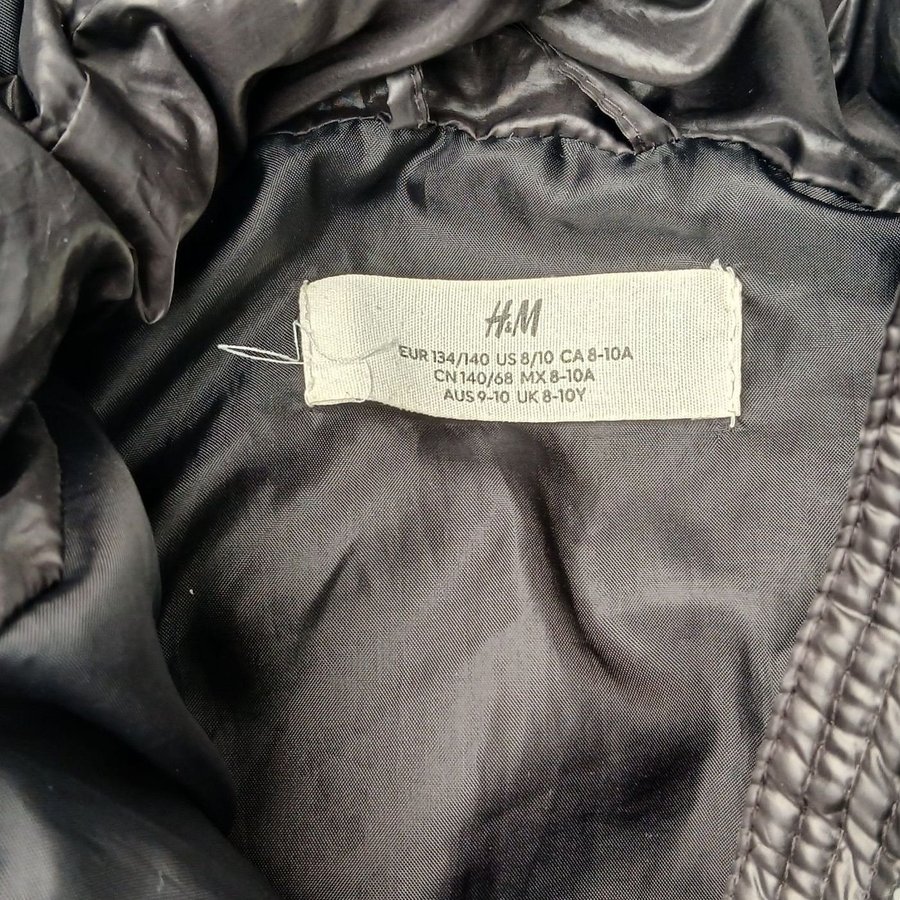 H&M
EUR 134/140 US 8/10 CA 8-10A
CN 140/68 MX 8-10A
AUS 9-10 UK 8-10Y